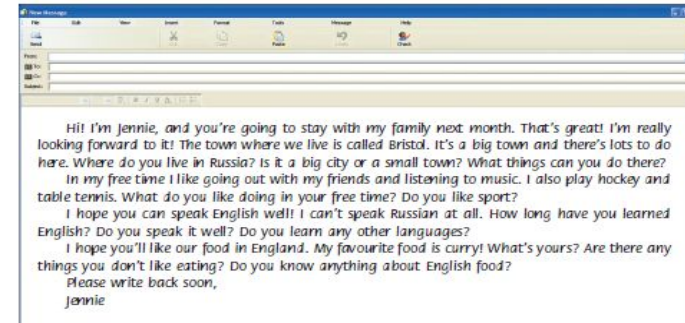 New Message
File Edit View Insert Format Tools Message Help
Send Cut Copy Paste Undo Check
From:
To:
Cc:
Subject:
B I U A
Hi! I'm Jennie, and you're going to stay with my family next month. That's great! I'm really
looking forward to it! The town where we live is called Bristol. It's a big town and there's lots to do
here. Where do you live in Russia? Is it a big city or a small town? What things can you do there?
In my free time I like going out with my friends and listening to music. I also play hockey and
table tennis. What do you like doing in your free time? Do you like sport?
I hope you can speak English well! I can't speak Russian at all. How long have you learned
English? Do you speak it well? Do you learn any other languages?
I hope you'll like our food in England. My favourite food is curry! What's yours? Are there any
things you don't like eating? Do you know anything about English food?
Please write back soon,
Jennie